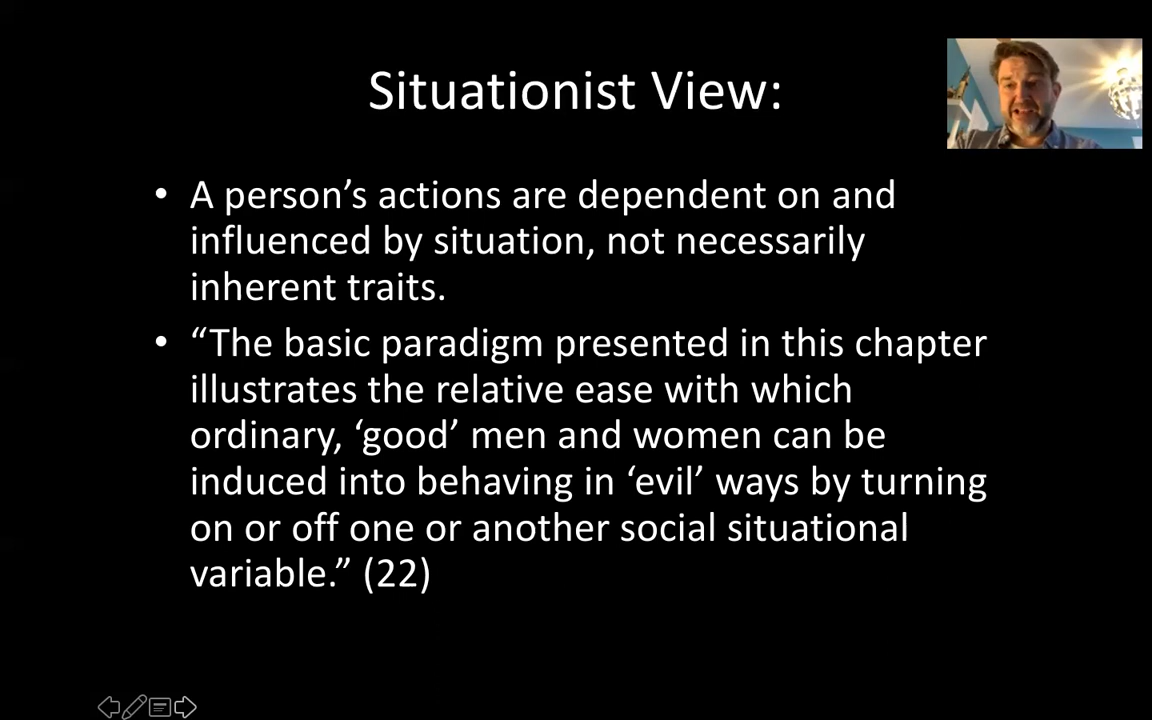 Situationist View:
• A person’s actions are dependent on and
influenced by situation, not necessarily
inherent traits.
• “The basic paradigm presented in this chapter
illustrates the relative ease with which
ordinary, ‘good’ men and women can be
induced into behaving in ‘evil’ ways by turning
on or off one or another social situational
variable.” (22)